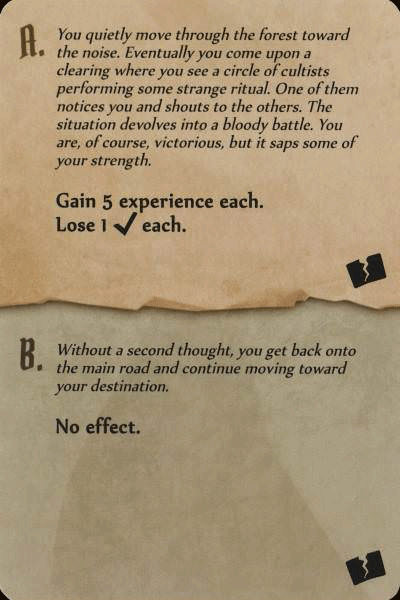 A. You quietly move through the forest toward
the noise. Eventually you come upon a
clearing where you see a circle of cultists
performing some strange ritual. One of them
notices you and shouts to the others. The
situation devolves into a bloody battle. You
are, of course, victorious, but it saps some of
your strength.
Gain 5 experience each.
Lose 1 ✓ each.
B. Without a second thought, you get back onto
the main road and continue moving toward
your destination.
No effect.